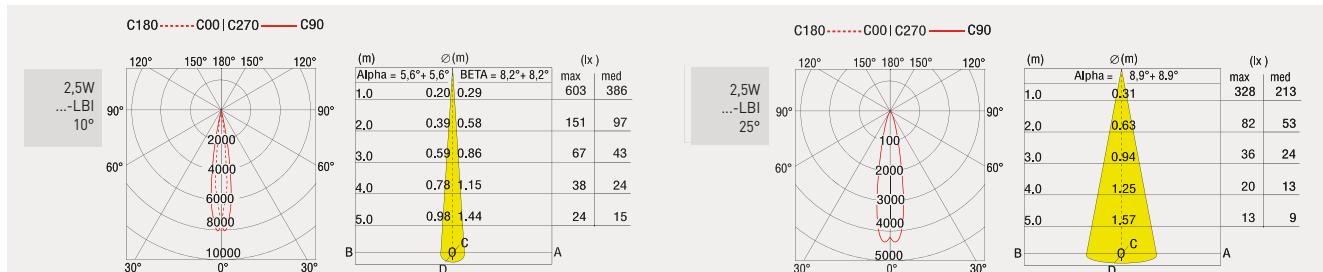 C180 C00 | C270 C90
120° 150° 180° 150° 120°
2,5W
...-LBI
10°
90° 90°
60° 60°
2000
4000
6000
8000
10000
30° 0° 30°
(m) ∅(m) (lx)
Alpha = 5,6°+ 5,6° BETA = 8,2°+ 8,2° max med
1.0 0.20 0.29 603 386
2.0 0.39 0.58 151 97
3.0 0.59 0.86 67 43
4.0 0.78 1.15 38 24
5.0 0.98 1.44 24 15
B C A
D
C180 C00 | C270 C90
120° 150° 180° 150° 120°
2,5W
...-LBI
25°
90° 90°
60° 60°
100
2000
3000
4000
5000
30° 0° 30°
(m) ∅(m) (lx)
Alpha = 8,9°+ 8.9° max med
1.0 0.31 328 213
2.0 0.63 82 53
3.0 0.94 36 24
4.0 1.25 20 13
5.0 1.57 13 9
B C A
D